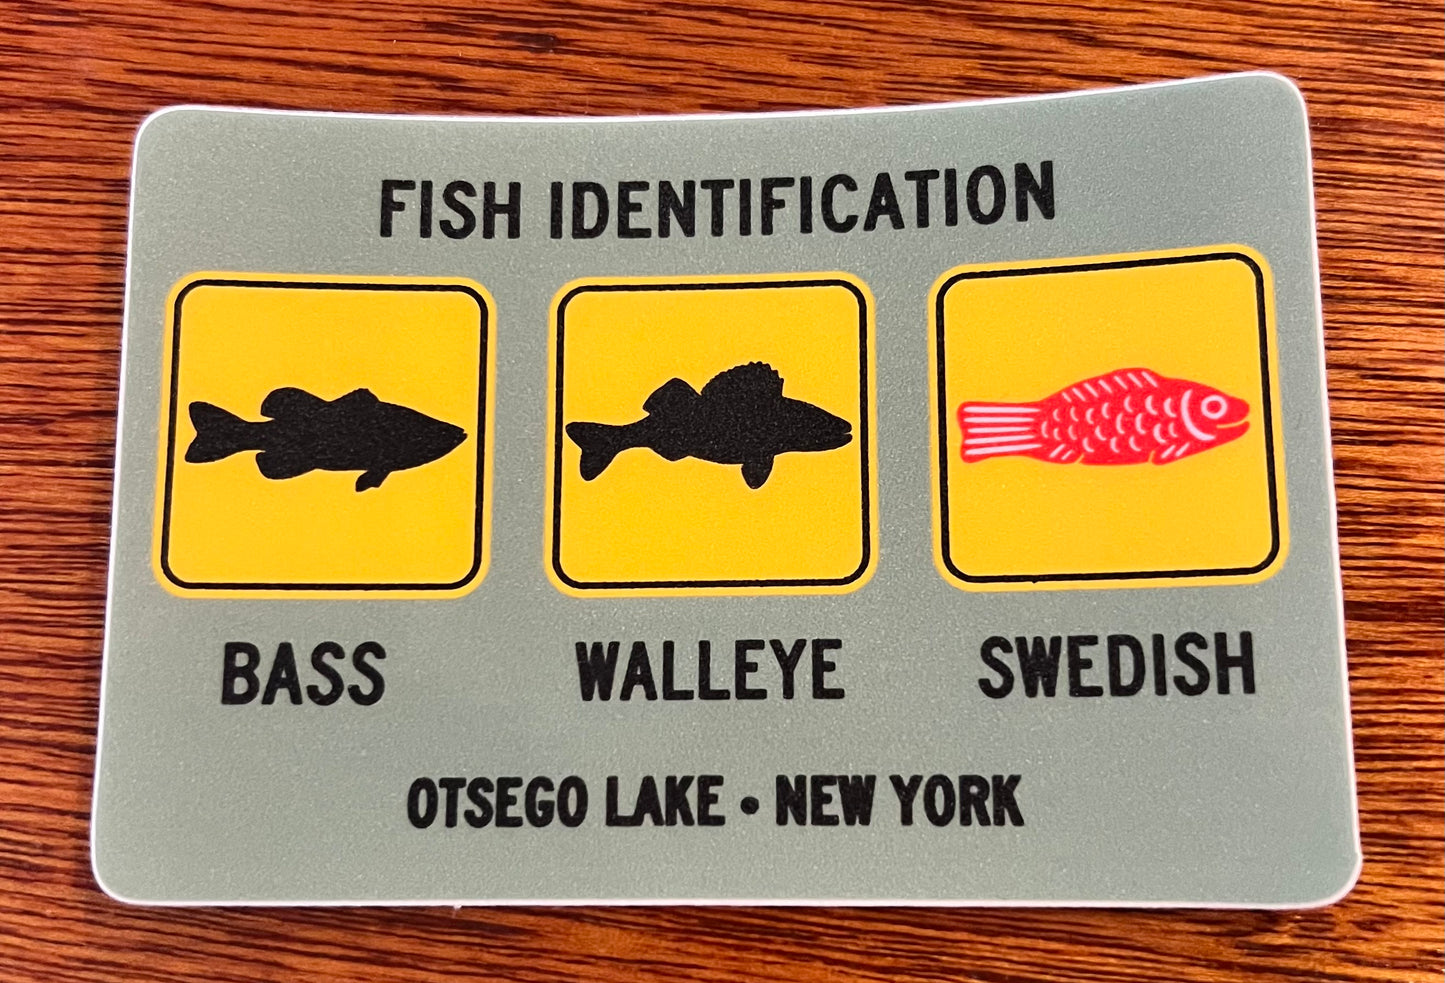 FISH IDENTIFICATION
BASS WALLEYE SWEDISH
OTSEGO LAKE • NEW YORK